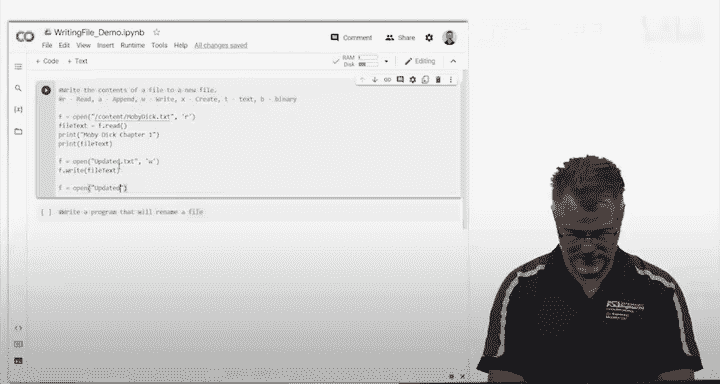 WritingFile_Demo.ipynb
Comment
Share
File Edit View Insert Runtime Tools Help All changes saved
+ Code + Text
RAM
Disk
Editing
#Write the contents of a file to a new file.
#r - Read, a - Append, w - Write, x - Create, t - text, b - binary
f = open("/content/MobyDick.txt", 'r')
fileText = f.read()
print("Moby Dick Chapter 1")
print(fileText)
f = open("Updated.txt", 'w')
f.write(fileText)
f = open("Updated")
[ ] #Write a program that will rename a file